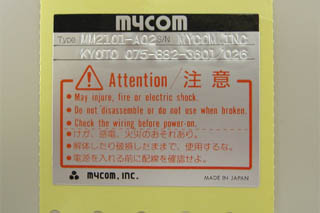 mycom
Type MM2101-A02 S/N MYCOM INC
KYOTO 075-882-3601/026
Attention/注意
● May injure, fire or electric shock.
● Do not disassemble or do not use when broken.
● Check the wiring before power-on.
● けが、感電、火災のおそれあり。
● 解体したり破損したままで、使用するな。
● 電源を入れる前に配線を確認せよ。
mycom, INC. MADE IN JAPAN